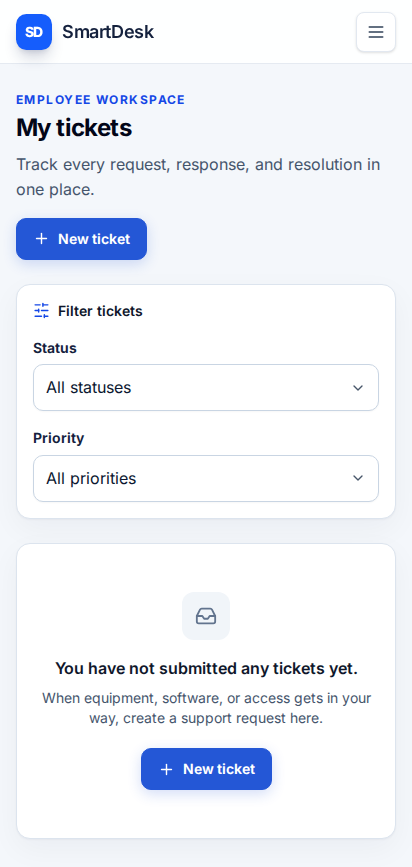 SD
SmartDesk
EMPLOYEE WORKSPACE
My tickets
Track every request, response, and resolution in
one place.
New ticket
Filter tickets
Status
All statuses
Priority
All priorities
You have not submitted any tickets yet.
When equipment, software, or access gets in your
way, create a support request here.
New ticket